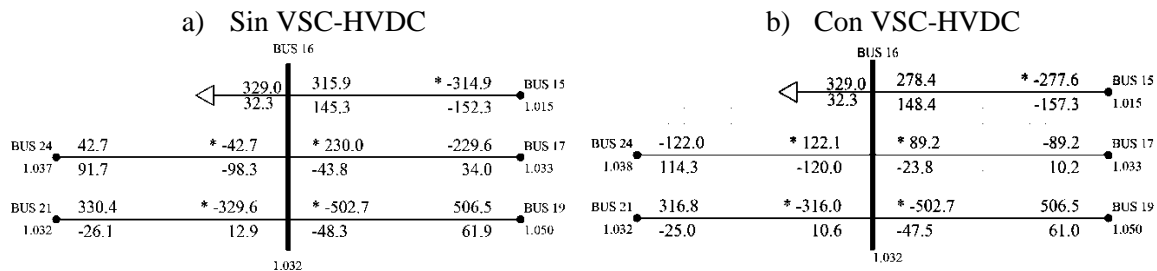 a) Sin VSC-HVDC
BUS 16
329.0 315.9 * -314.9 BUS 15
32.3 145.3 -152.3 1.015
BUS 24 42.7 * -42.7 * 230.0 -229.6 BUS 17
1.037 91.7 -98.3 -43.8 34.0 1.033
BUS 21 330.4 * -329.6 * -502.7 506.5 BUS 19
1.032 -26.1 12.9 -48.3 61.9 1.050
1.032
b) Con VSC-HVDC
BUS 16
329.0 278.4 * -277.6 BUS 15
32.3 148.4 -157.3 1.015
BUS 24 -122.0 * 122.1 * 89.2 -89.2 BUS 17
1.038 114.3 -120.0 -23.8 10.2 1.033
BUS 21 316.8 * -316.0 * -502.7 506.5 BUS 19
1.032 -25.0 10.6 -47.5 61.0 1.050
1.032